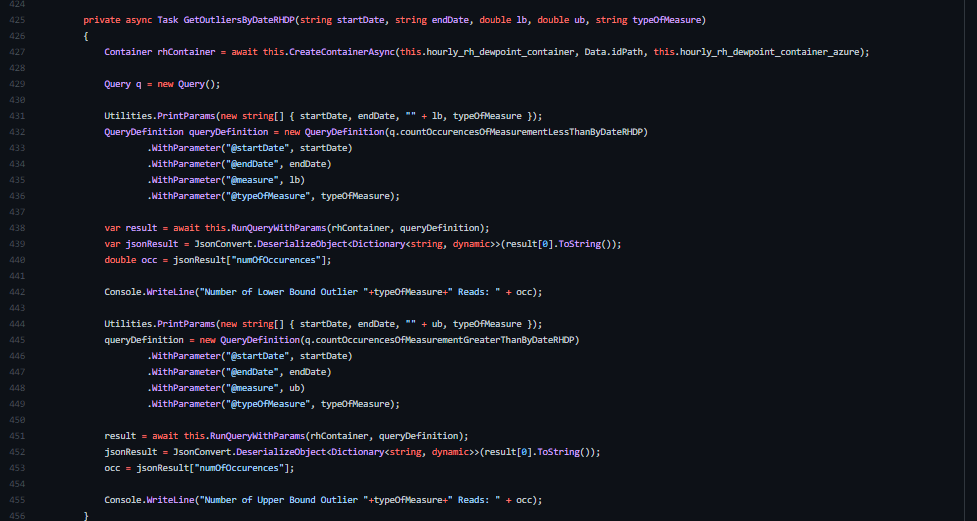 424
425 private async Task GetOutliersByDateRHDP(string startDate, string endDate, double lb, double ub, string typeOfMeasure)
426 {
427 Container rhContainer = await this.CreateContainerAsync(this.hourly_rh_dewpoint_container, Data.idPath, this.hourly_rh_dewpoint_container_azure);
428
429 Query q = new Query();
430
431 Utilities.PrintParams(new string[] { startDate, endDate, "" + lb, typeOfMeasure });
432 QueryDefinition queryDefinition = new QueryDefinition(q.countOccurencesOfMeasurementLessThanByDateRHDP)
433 .WithParameter("@startDate", startDate)
434 .WithParameter("@endDate", endDate)
435 .WithParameter("@measure", lb)
436 .WithParameter("@typeOfMeasure", typeOfMeasure);
437
438 var result = await this.RunQueryWithParams(rhContainer, queryDefinition);
439 var jsonResult = JsonConvert.DeserializeObject<Dictionary<string, dynamic>>(result[0].ToString());
440 double occ = jsonResult["numOfOccurences"];
441
442 Console.WriteLine("Number of Lower Bound Outlier "+typeOfMeasure+" Reads: " + occ);
443
444 Utilities.PrintParams(new string[] { startDate, endDate, "" + ub, typeOfMeasure });
445 queryDefinition = new QueryDefinition(q.countOccurencesOfMeasurementGreaterThanByDateRHDP)
446 .WithParameter("@startDate", startDate)
447 .WithParameter("@endDate", endDate)
448 .WithParameter("@measure", ub)
449 .WithParameter("@typeOfMeasure", typeOfMeasure);
450
451 result = await this.RunQueryWithParams(rhContainer, queryDefinition);
452 jsonResult = JsonConvert.DeserializeObject<Dictionary<string, dynamic>>(result[0].ToString());
453 occ = jsonResult["numOfOccurences"];
454
455 Console.WriteLine("Number of Upper Bound Outlier "+typeOfMeasure+" Reads: " + occ);
456 }